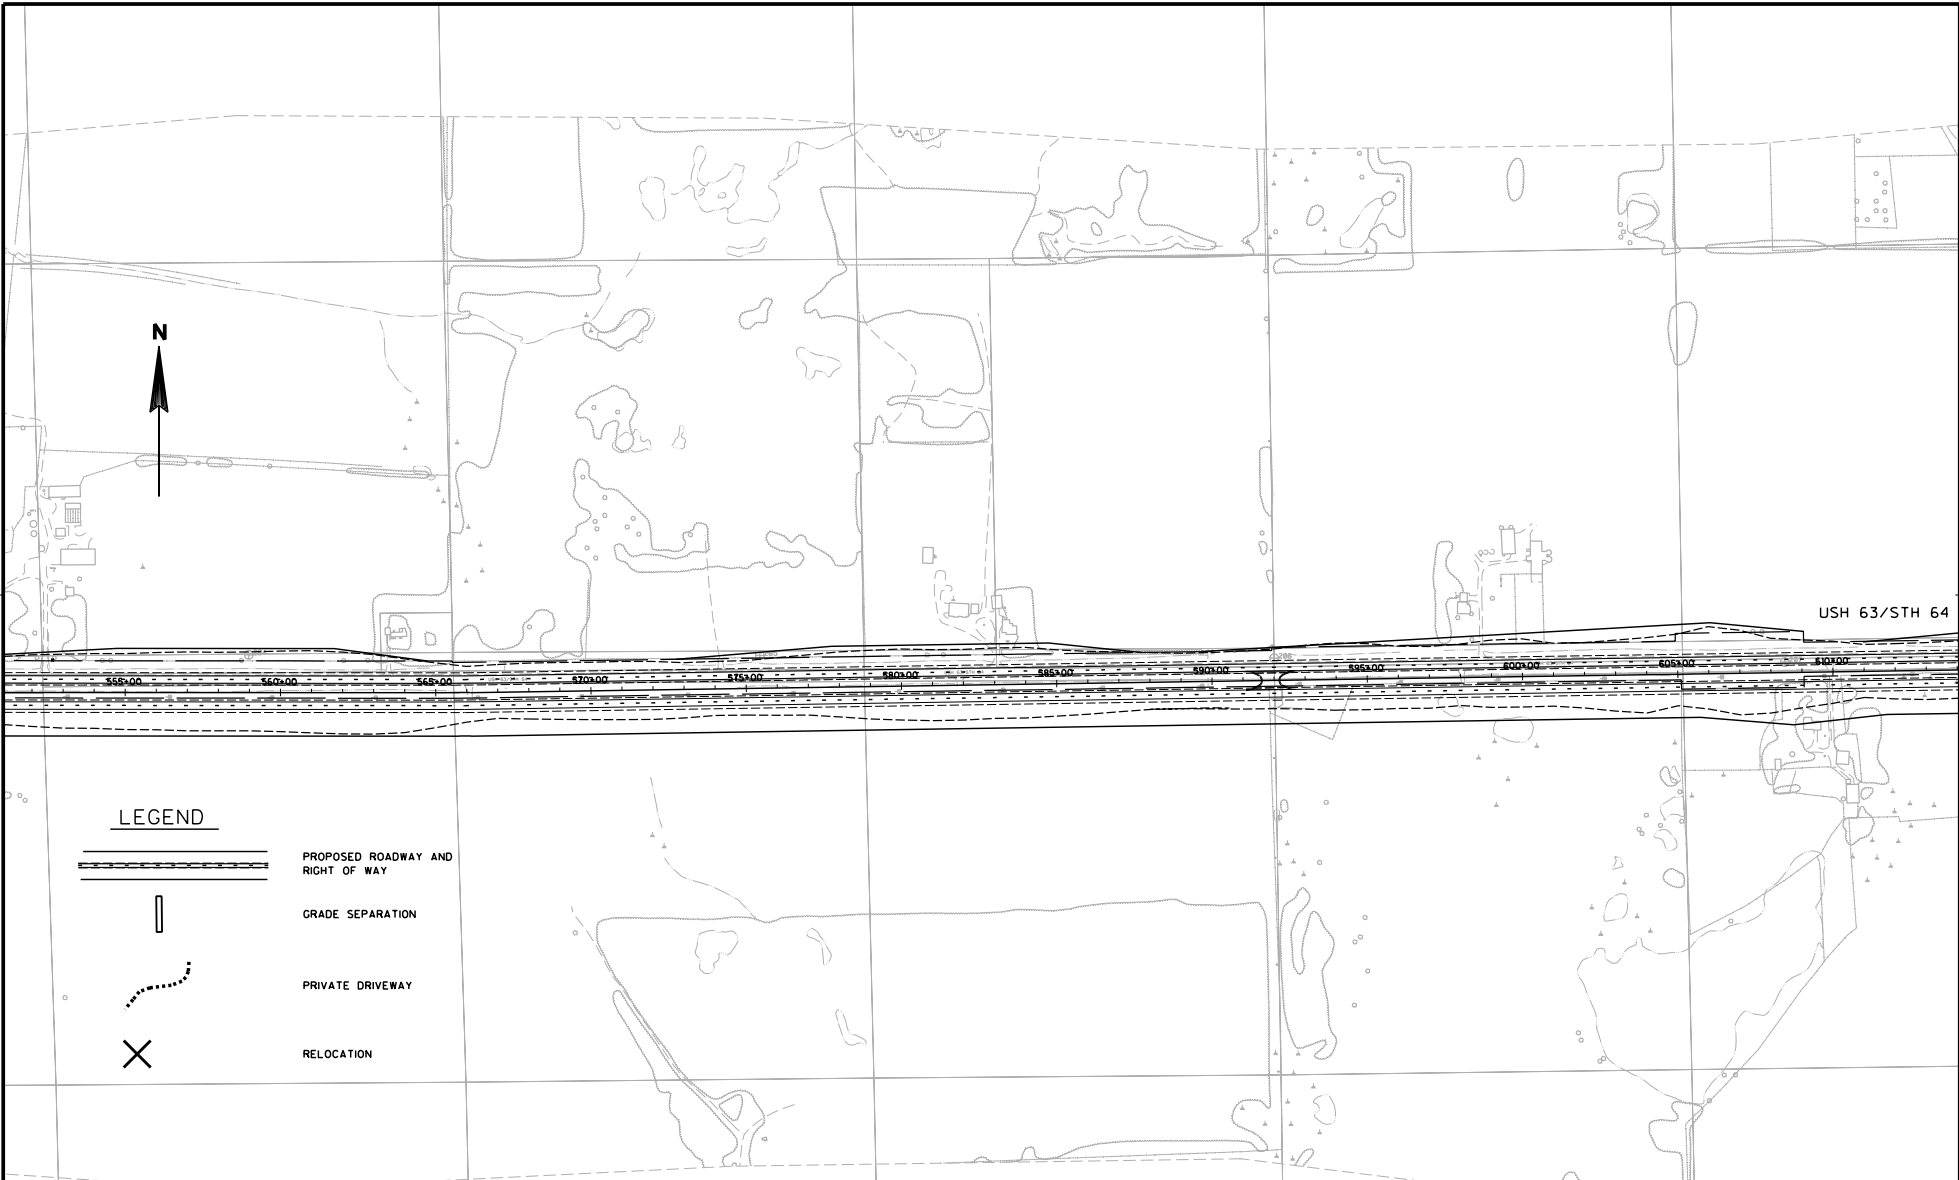 N
USH 63/STH 64
555+00
560+00
565+00
570+00
575+00
580+00
585+00
590+00
595+00
600+00
605+00
610+00
LEGEND
PROPOSED ROADWAY AND
RIGHT OF WAY
GRADE SEPARATION
PRIVATE DRIVEWAY
RELOCATION